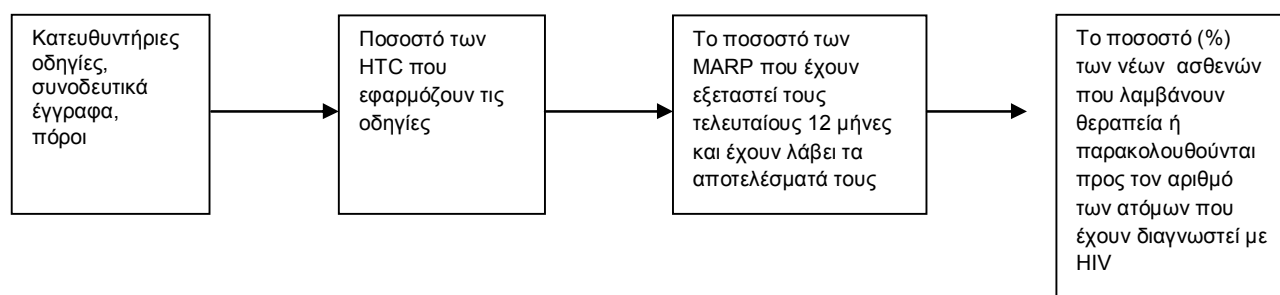 Κατευθυντήριες
οδηγίες,
συνοδευτικά
έγγραφα,
πόροι
Ποσοστό των
HTC που
εφαρμόζουν τις
οδηγίες
Το ποσοστό των
MARP που έχουν
εξεταστεί τους
τελευταίους 12 μήνες
και έχουν λάβει τα
αποτελέσματά τους
Το ποσοστό (%)
των νέων ασθενών
που λαμβάνουν
θεραπεία ή
παρακολουθούνται
προς τον αριθμό
των ατόμων που
έχουν διαγνωστεί με
HIV